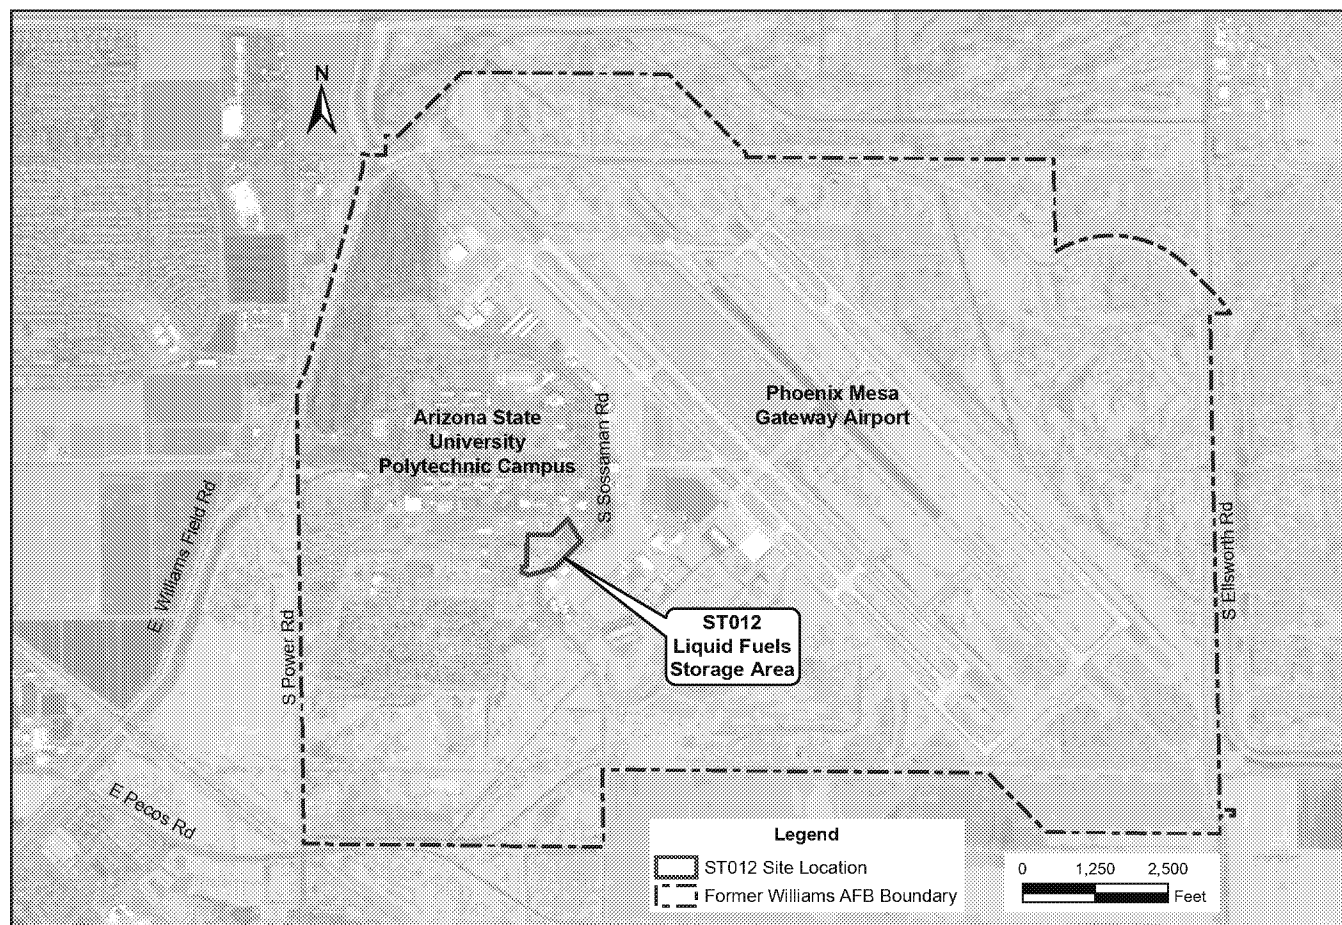 N
Phoenix Mesa
Gateway Airport
Arizona State
University
Polytechnic Campus
S Sossaman Rd
E Williams Field Rd
S Ellsworth Rd
S Power Rd
ST012
Liquid Fuels
Storage Area
E Pecos Rd
Legend
ST012 Site Location
Former Williams AFB Boundary
0 1,250 2,500
Feet